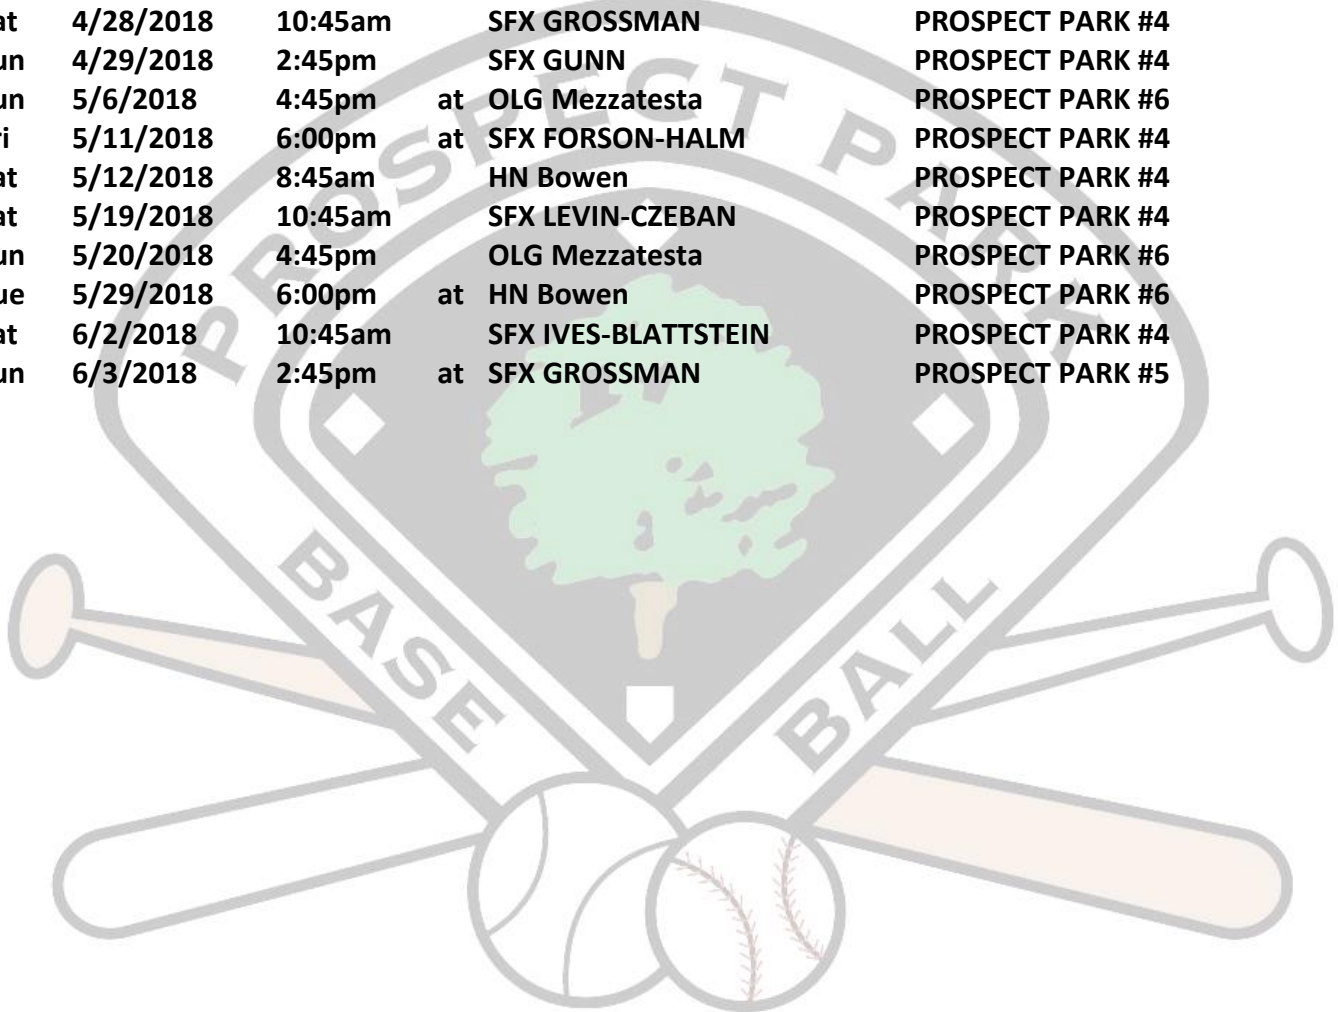 at 4/28/2018 10:45am SFX GROSSMAN PROSPECT PARK #4
un 4/29/2018 2:45pm SFX GUNN PROSPECT PARK #4
un 5/6/2018 4:45pm at OLG Mezzatesta PROSPECT PARK #6
ri 5/11/2018 6:00pm at SFX FORSON-HALM PROSPECT PARK #4
at 5/12/2018 8:45am HN Bowen PROSPECT PARK #4
at 5/19/2018 10:45am SFX LEVIN-CZEBAN PROSPECT PARK #4
un 5/20/2018 4:45pm OLG Mezzatesta PROSPECT PARK #6
ue 5/29/2018 6:00pm at HN Bowen PROSPECT PARK #6
at 6/2/2018 10:45am SFX IVES-BLATTSTEIN PROSPECT PARK #4
un 6/3/2018 2:45pm at SFX GROSSMAN PROSPECT PARK #5
PROSPECT PARK
BASE BALL